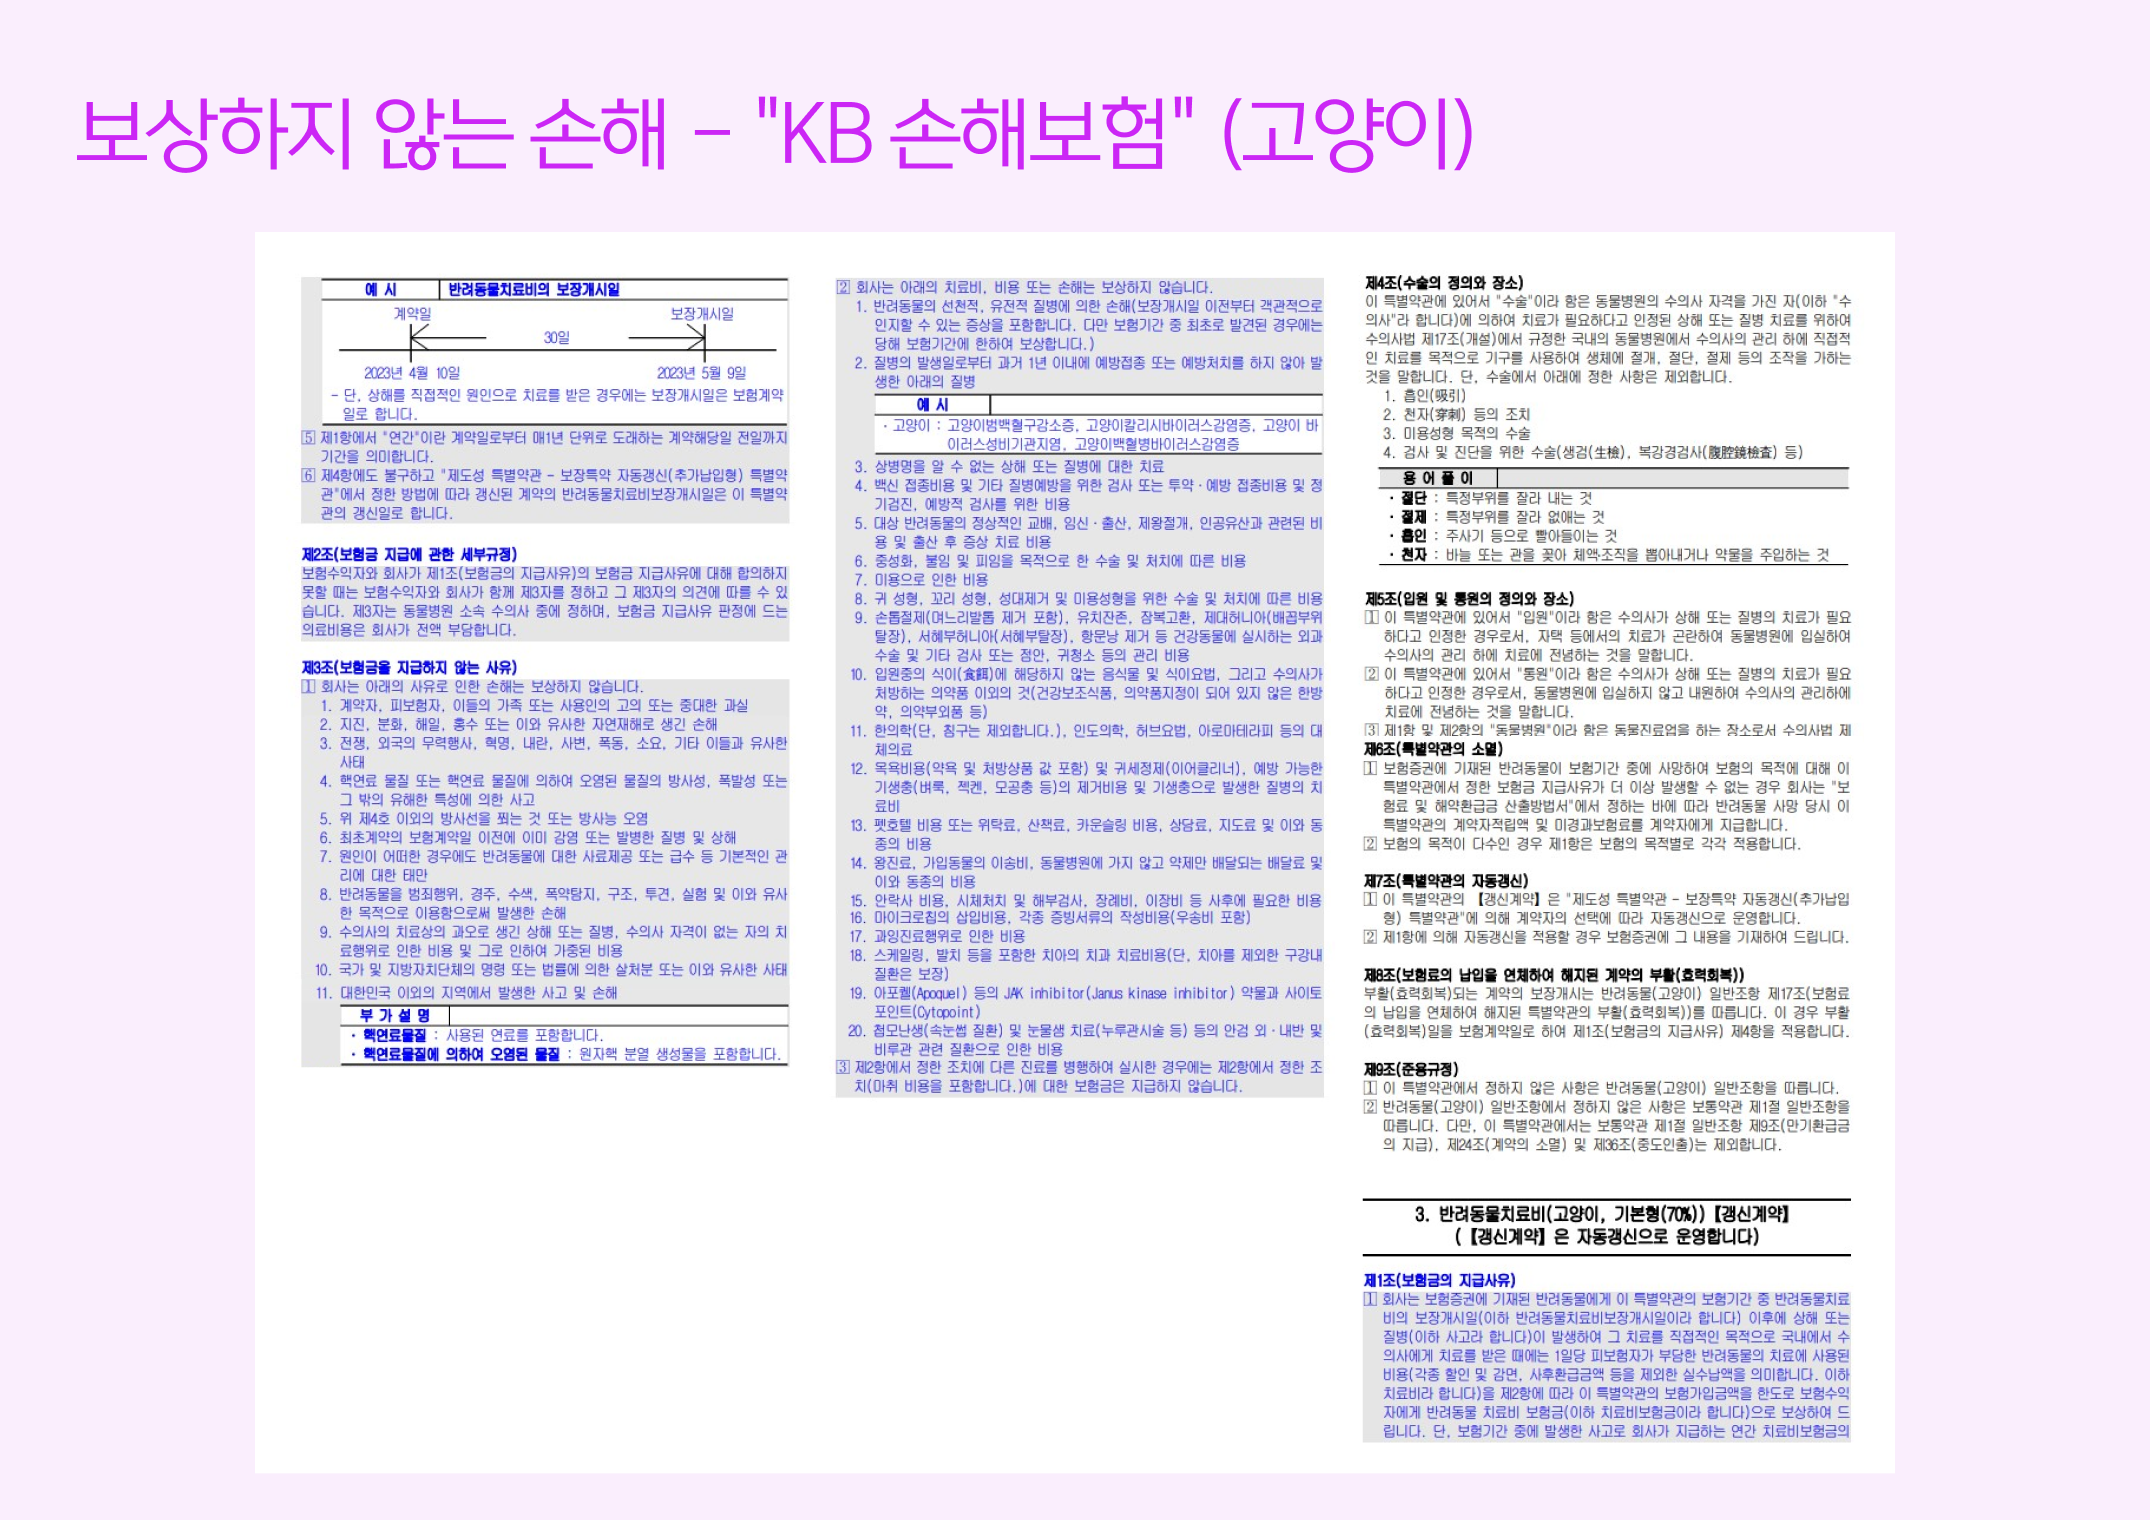 보상하지 않는 손해 - "KB 손해보험" (고양이)
예 시 반려동물치료비의 보장개시일
계약일 보장개시일
30일
2023년 4월 10일 2023년 5월 9일
- 단, 상해를 직접적인 원인으로 치료를 받은 경우에는 보장개시일은 보험계약
일로 합니다.
⑤ 제1항에서 "연간"이란 계약일로부터 매1년 단위로 도래하는 계약해당일 전일까지
기간을 의미합니다.
⑥ 제4항에도 불구하고 "제도성 특별약관 - 보장특약 자동갱신(추가납입형) 특별약
관"에서 정한 방법에 따라 갱신된 계약의 반려동물치료비보장개시일은 이 특별약
관의 갱신일로 합니다.
제2조(보험금 지급에 관한 세부규정)
보험수익자와 회사가 제1조(보험금의 지급사유)의 보험금 지급사유에 대해 합의하지
못할 때는 보험수익자와 회사가 함께 제3자를 정하고 그 제3자의 의견에 따를 수 있
습니다. 제3자는 동물병원 소속 수의사 중에 정하며, 보험금 지급사유 판정에 드는
의료비용은 회사가 전액 부담합니다.
제3조(보험금을 지급하지 않는 사유)
① 회사는 아래의 사유로 인한 손해는 보상하지 않습니다.
1. 계약자, 피보험자, 이들의 가족 또는 사용인의 고의 또는 중대한 과실
2. 지진, 분화, 해일, 홍수 또는 이와 유사한 자연재해로 생긴 손해
3. 전쟁, 외국의 무력행사, 혁명, 내란, 사변, 폭동, 소요, 기타 이들과 유사한
사태
4. 핵연료 물질 또는 핵연료 물질에 의하여 오염된 물질의 방사성, 폭발성 또는
그 밖의 유해한 특성에 의한 사고
5. 위 제4호 이외의 방사선을 쬐는 것 또는 방사능 오염
6. 최초계약의 보험계약일 이전에 이미 감염 또는 발병한 질병 및 상해
7. 원인이 어떠한 경우에도 반려동물에 대한 사료제공 또는 급수 등 기본적인 관
리에 대한 태만
8. 반려동물을 범죄행위, 경주, 수색, 폭약탐지, 구조, 투견, 실험 및 이와 유사
한 목적으로 이용함으로써 발생한 손해
9. 수의사의 치료상의 과오로 생긴 상해 또는 질병, 수의사 자격이 없는 자의 치
료행위로 인한 비용 및 그로 인하여 가중된 비용
10. 국가 및 지방자치단체의 명령 또는 법률에 의한 살처분 또는 이와 유사한 사태
11. 대한민국 이외의 지역에서 발생한 사고 및 손해
부 가 설 명
· 핵연료물질 : 사용된 연료를 포함합니다.
· 핵연료물질에 의하여 오염된 물질 : 원자핵 분열 생성물을 포함합니다.
② 회사는 아래의 치료비, 비용 또는 손해는 보상하지 않습니다.
1. 반려동물의 선천적, 유전적 질병에 의한 손해(보장개시일 이전부터 객관적으로
인지할 수 있는 증상을 포함합니다. 다만 보험기간 중 최초로 발견된 경우에는
당해 보험기간에 한하여 보상합니다.)
2. 질병의 발생일로부터 과거 1년 이내에 예방접종 또는 예방처치를 하지 않아 발
생한 아래의 질병
예 시
· 고양이 : 고양이범백혈구감소증, 고양이칼리시바이러스감염증, 고양이 바
이러스성비기관지염, 고양이백혈병바이러스감염증
3. 상병명을 알 수 없는 상해 또는 질병에 대한 치료
4. 백신 접종비용 및 기타 질병예방을 위한 검사 또는 투약·예방 접종비용 및 정
기검진, 예방적 검사를 위한 비용
5. 대상 반려동물의 정상적인 교배, 임신·출산, 제왕절개, 인공유산과 관련된 비
용 및 출산 후 증상 치료 비용
6. 중성화, 불임 및 피임을 목적으로 한 수술 및 처치에 따른 비용
7. 미용으로 인한 비용
8. 귀 성형, 꼬리 성형, 성대제거 및 미용성형을 위한 수술 및 처치에 따른 비용
9. 손톱절제(며느리발톱 제거 포함), 유치잔존, 잠복고환, 제대허니아(배꼽부위
탈장), 서혜부허니아(서혜부탈장), 항문낭 제거 등 건강동물에 실시하는 외과
수술 및 기타 검사 또는 점안, 귀청소 등의 관리 비용
10. 입원중의 식이(食餌)에 해당하지 않는 음식물 및 식이요법, 그리고 수의사가
처방하는 의약품 이외의 것(건강보조식품, 의약품지정이 되어 있지 않은 한방
약, 의약부외품 등)
11. 한의학(단, 침구는 제외합니다.), 인도의학, 허브요법, 아로마테라피 등의 대
체의료
12. 목욕비용(약욕 및 처방샴푸 값 포함) 및 귀세정제(이어클리너), 예방 가능한
기생충(벼룩, 젝켄, 모공충 등)의 제거비용 및 기생충으로 발생한 질병의 치
료비
13. 펫호텔 비용 또는 위탁료, 산책료, 카운슬링 비용, 상담료, 지도료 및 이와 동
종의 비용
14. 왕진료, 가입동물의 이송비, 동물병원에 가지 않고 약제만 배달되는 배달료 및
이와 동종의 비용
15. 안락사 비용, 시체처치 및 해부검사, 장례비, 이장비 등 사후에 필요한 비용
16. 마이크로칩의 삽입비용, 각종 증빙서류의 작성비용(우송비 포함)
17. 과잉진료행위로 인한 비용
18. 스케일링, 발치 등을 포함한 치아의 치과 치료비용(단, 치아를 제외한 구강내
질환은 보장)
19. 아포퀠(Apoquel) 등의 JAK inhibitor(Janus kinase inhibitor) 약물과 사이토
포인트(Cytopoint)
20. 첩모난생(속눈썹 질환) 및 눈물샘 치료(누루관시술 등) 등의 안검 외·내반 및
비루관 관련 질환으로 인한 비용
③ 제2항에서 정한 조치에 다른 진료를 병행하여 실시한 경우에는 제2항에서 정한 조
치(마취 비용을 포함합니다.)에 대한 보험금은 지급하지 않습니다.
제4조(수술의 정의와 장소)
이 특별약관에 있어서 "수술"이라 함은 동물병원의 수의사 자격을 가진 자(이하 "수
의사"라 합니다)에 의하여 치료가 필요하다고 인정된 상해 또는 질병 치료를 위하여
수의사법 제17조(개설)에서 규정한 국내의 동물병원에서 수의사의 관리 하에 직접적
인 치료를 목적으로 기구를 사용하여 생체에 절개, 절단, 절제 등의 조작을 가하는
것을 말합니다. 단, 수술에서 아래에 정한 사항은 제외합니다.
1. 흡인(吸引)
2. 천자(穿刺) 등의 조치
3. 미용성형 목적의 수술
4. 검사 및 진단을 위한 수술(생검(生檢), 복강경검사(腹腔鏡檢査) 등)
용 어 풀 이
· 절단 : 특정부위를 잘라 내는 것
· 절제 : 특정부위를 잘라 없애는 것
· 흡인 : 주사기 등으로 빨아들이는 것
· 천자 : 바늘 또는 관을 꽂아 체액·조직을 뽑아내거나 약물을 주입하는 것
제5조(입원 및 통원의 정의와 장소)
① 이 특별약관에 있어서 "입원"이라 함은 수의사가 상해 또는 질병의 치료가 필요
하다고 인정한 경우로서, 자택 등에서의 치료가 곤란하여 동물병원에 입실하여
수의사의 관리 하에 치료에 전념하는 것을 말합니다.
② 이 특별약관에 있어서 "통원"이라 함은 수의사가 상해 또는 질병의 치료가 필요
하다고 인정한 경우로서, 동물병원에 입실하지 않고 내원하여 수의사의 관리하에
치료에 전념하는 것을 말합니다.
③ 제1항 및 제2항의 "동물병원"이라 함은 동물진료업을 하는 장소로서 수의사법 제
제6조(특별약관의 소멸)
① 보험증권에 기재된 반려동물이 보험기간 중에 사망하여 보험의 목적에 대해 이
특별약관에서 정한 보험금 지급사유가 더 이상 발생할 수 없는 경우 회사는 "보
험료 및 해약환급금 산출방법서"에서 정하는 바에 따라 반려동물 사망 당시 이
특별약관의 계약자적립액 및 미경과보험료를 계약자에게 지급합니다.
② 보험의 목적이 다수인 경우 제1항은 보험의 목적별로 각각 적용합니다.
제7조(특별약관의 자동갱신)
① 이 특별약관의 【갱신계약】은 "제도성 특별약관 - 보장특약 자동갱신(추가납입
형) 특별약관"에 의해 계약자의 선택에 따라 자동갱신으로 운영합니다.
② 제1항에 의해 자동갱신을 적용할 경우 보험증권에 그 내용을 기재하여 드립니다.
제8조(보험료의 납입을 연체하여 해지된 계약의 부활(효력회복))
부활(효력회복)되는 계약의 보장개시는 반려동물(고양이) 일반조항 제17조(보험료
의 납입을 연체하여 해지된 특별약관의 부활(효력회복))를 따릅니다. 이 경우 부활
(효력회복)일을 보험계약일로 하여 제1조(보험금의 지급사유) 제4항을 적용합니다.
제9조(준용규정)
① 이 특별약관에서 정하지 않은 사항은 반려동물(고양이) 일반조항을 따릅니다.
② 반려동물(고양이) 일반조항에서 정하지 않은 사항은 보통약관 제1절 일반조항을
따릅니다. 다만, 이 특별약관에서는 보통약관 제1절 일반조항 제9조(만기환급금
의 지급), 제24조(계약의 소멸) 및 제36조(중도인출)는 제외합니다.
3. 반려동물치료비(고양이, 기본형(70%))【갱신계약】
(【갱신계약】은 자동갱신으로 운영합니다)
제1조(보험금의 지급사유)
① 회사는 보험증권에 기재된 반려동물에게 이 특별약관의 보험기간 중 반려동물치료
비의 보장개시일(이하 반려동물치료비보장개시일이라 합니다) 이후에 상해 또는
질병(이하 사고라 합니다)이 발생하여 그 치료를 직접적인 목적으로 국내에서 수
의사에게 치료를 받은 때에는 1일당 피보험자가 부담한 반려동물의 치료에 사용된
비용(각종 할인 및 감면, 사후환급금액 등을 제외한 실수납액을 의미합니다. 이하
치료비라 합니다)을 제2항에 따라 이 특별약관의 보험가입금액을 한도로 보험수익
자에게 반려동물 치료비 보험금(이하 치료비보험금이라 합니다)으로 보상하여 드
립니다. 단, 보험기간 중에 발생한 사고로 회사가 지급하는 연간 치료비보험금의